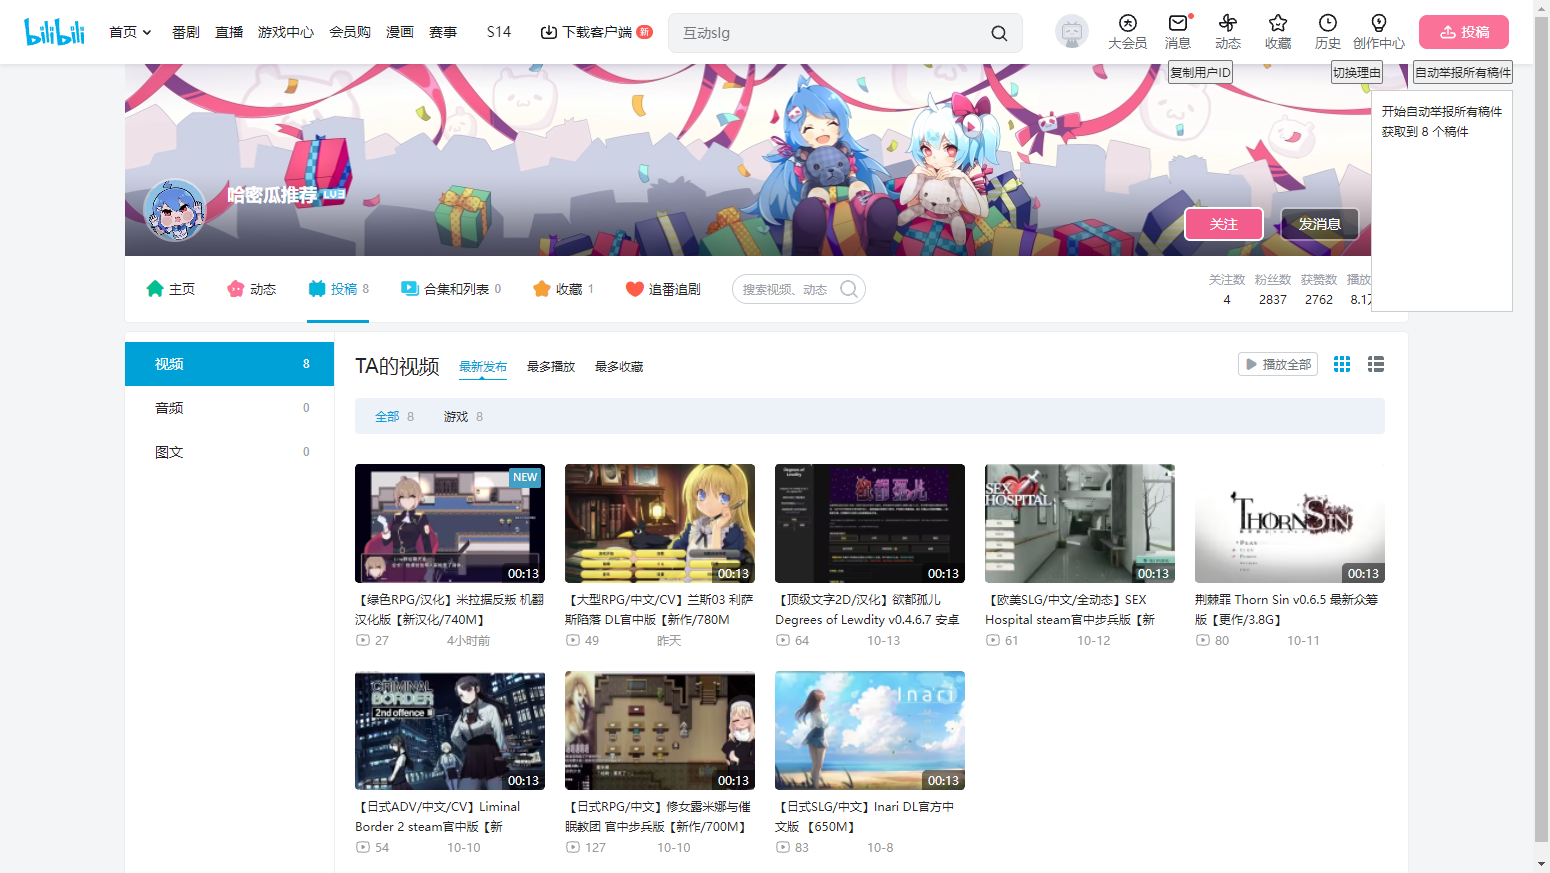 bilibili
首页 番剧 直播 游戏中心 会员购 漫画 赛事 S14 下载客户端 新
互动slg
大会员 消息 动态 收藏 历史 创作中心 投稿
复制用户ID 切换理由 自动举报所有稿件
开始自动举报所有稿件
获取到 8 个稿件
哈密瓜推荐 LV3
关注 发消息
主页 动态 投稿 8 合集和列表 0 收藏 1 追番追剧
搜索视频、动态
关注数 粉丝数 获赞数 播放
4 2837 2762 8.1
视频 8
音频 0
图文 0
TA的视频 最新发布 最多播放 最多收藏
播放全部
全部 8 游戏 8
NEW
00:13
【绿色RPG/汉化】米拉据反叛 机翻
汉化版【新汉化/740M】
27 4小时前
00:13
【大型RPG/中文/CV】兰斯03 利萨
斯陷落 DL官中版【新作/780M
49 昨天
Degrees of
Lewdity
欲都孤儿
00:13
【顶级文字2D/汉化】欲都孤儿
Degrees of Lewdity v0.4.6.7 安卓
64 10-13
SEX
HOSPITAL
00:13
【欧美SLG/中文/全动态】SEX
Hospital steam官中步兵版【新
61 10-12
THORN SIN
00:13
荆棘罪 Thorn Sin v0.6.5 最新众筹
版【更作/3.8G】
80 10-11
CRIMINAL
BORDER
2nd offence
00:13
【日式ADV/中文/CV】Liminal
Border 2 steam官中版【新
54 10-10
00:13
【日式RPG/中文】修女露米娜与催
眠教团 官中步兵版【新作/700M】
127 10-10
Inari
00:13
【日式SLG/中文】Inari DL官方中
文版 【650M】
83 10-8